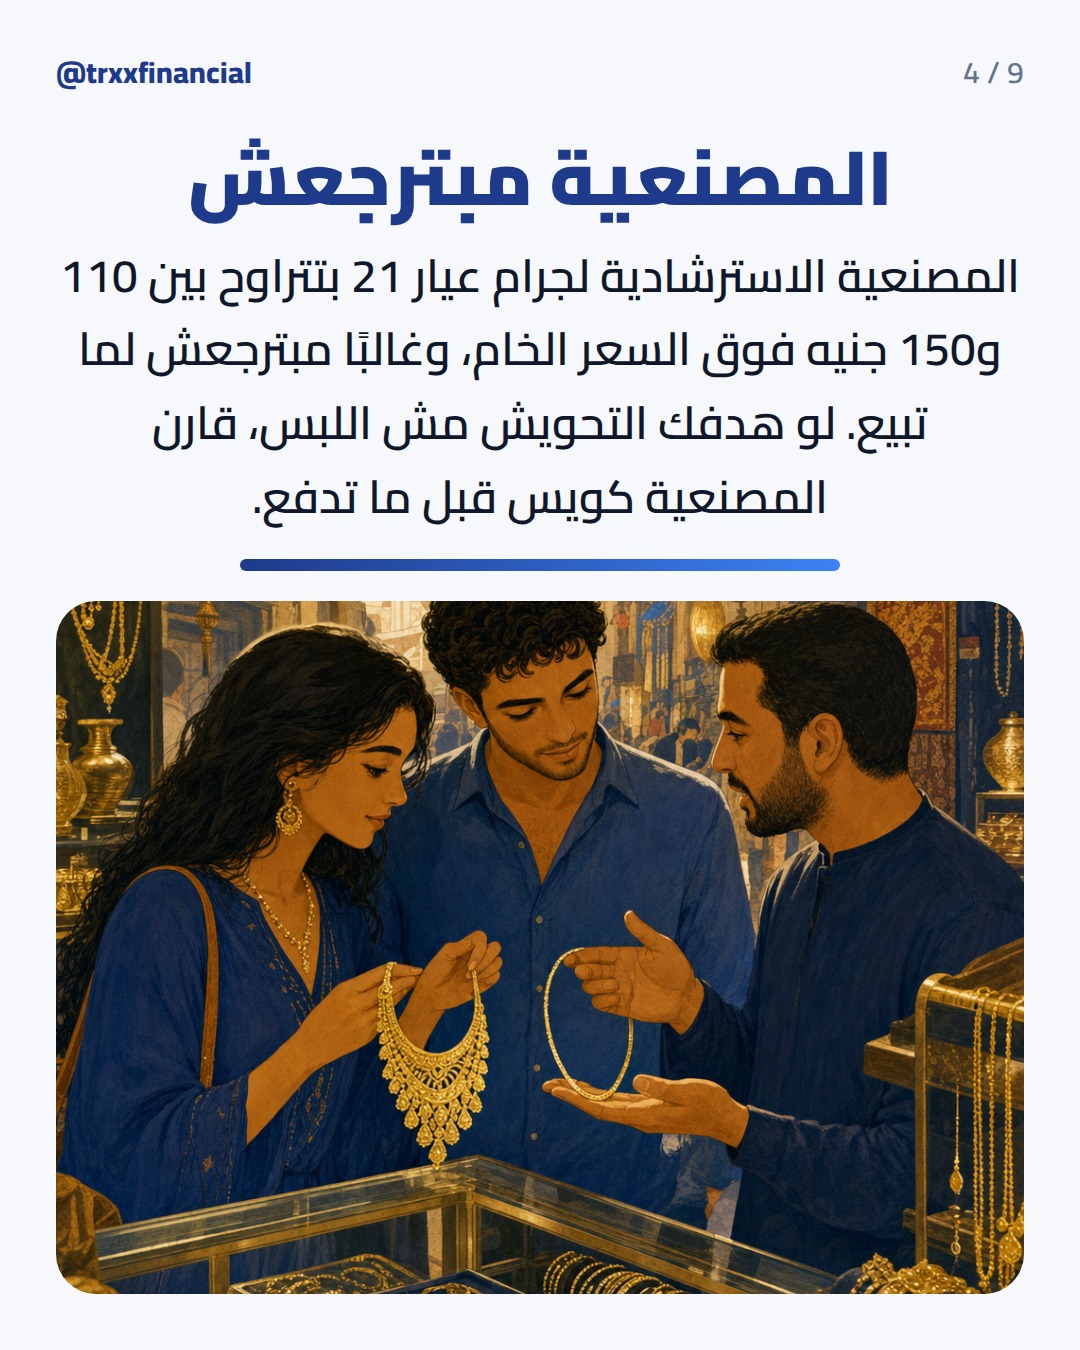 @trxxfinancial
4 / 9
المصنعية مبترجعش
المصنعية الاسترشادية لجرام عيار 21 بتتراوح بين 110
و150 جنيه فوق السعر الخام، وغالبًا مبترجعش لما
تبيع. لو هدفك التحويش مش اللبس، قارن
المصنعية كويس قبل ما تدفع.